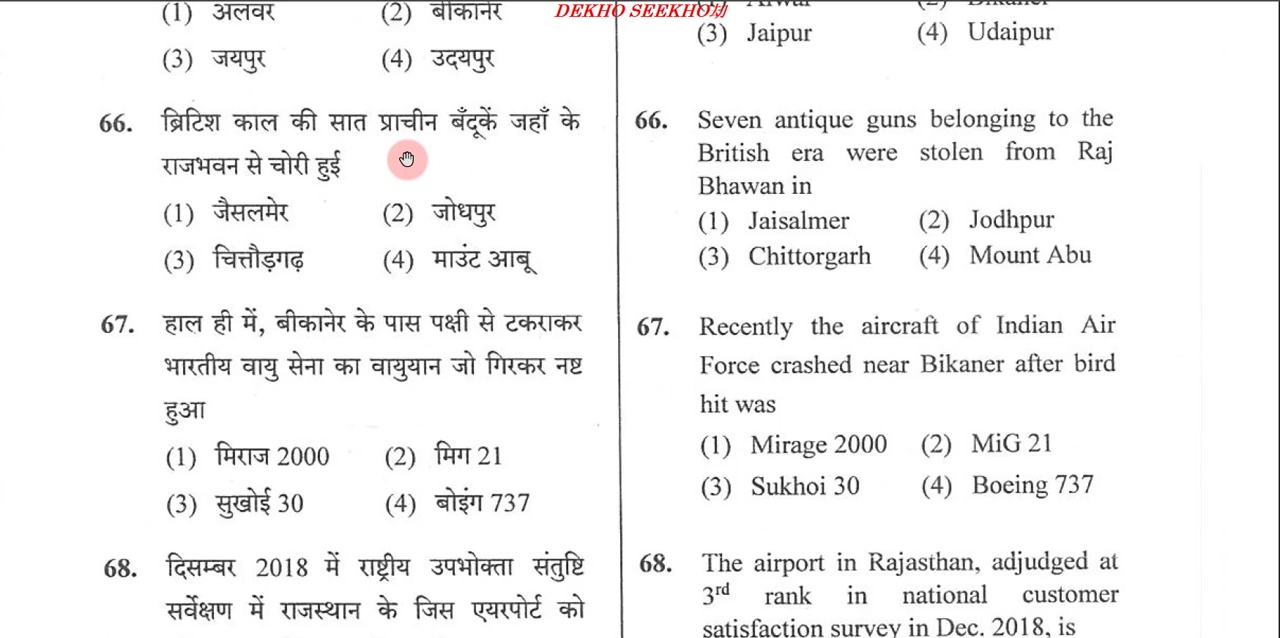 DEKHO SEEKHO
(1) अलवर (2) बीकानेर
(3) जयपुर (4) उदयपुर
66. ब्रिटिश काल की सात प्राचीन बँदूकें जहाँ के
राजभवन से चोरी हुई
(1) जैसलमेर (2) जोधपुर
(3) चित्तौड़गढ़ (4) माउंट आबू
67. हाल ही में, बीकानेर के पास पक्षी से टकराकर
भारतीय वायु सेना का वायुयान जो गिरकर नष्ट
हुआ
(1) मिराज 2000 (2) मिग 21
(3) सुखोई 30 (4) बोइंग 737
68. दिसम्बर 2018 में राष्ट्रीय उपभोक्ता संतुष्टि
सर्वेक्षण में राजस्थान के जिस एयरपोर्ट को
(3) Jaipur (4) Udaipur
66. Seven antique guns belonging to the
British era were stolen from Raj
Bhawan in
(1) Jaisalmer (2) Jodhpur
(3) Chittorgarh (4) Mount Abu
67. Recently the aircraft of Indian Air
Force crashed near Bikaner after bird
hit was
(1) Mirage 2000 (2) MiG 21
(3) Sukhoi 30 (4) Boeing 737
68. The airport in Rajasthan, adjudged at
3rd rank in national customer
satisfaction survey in Dec. 2018, is